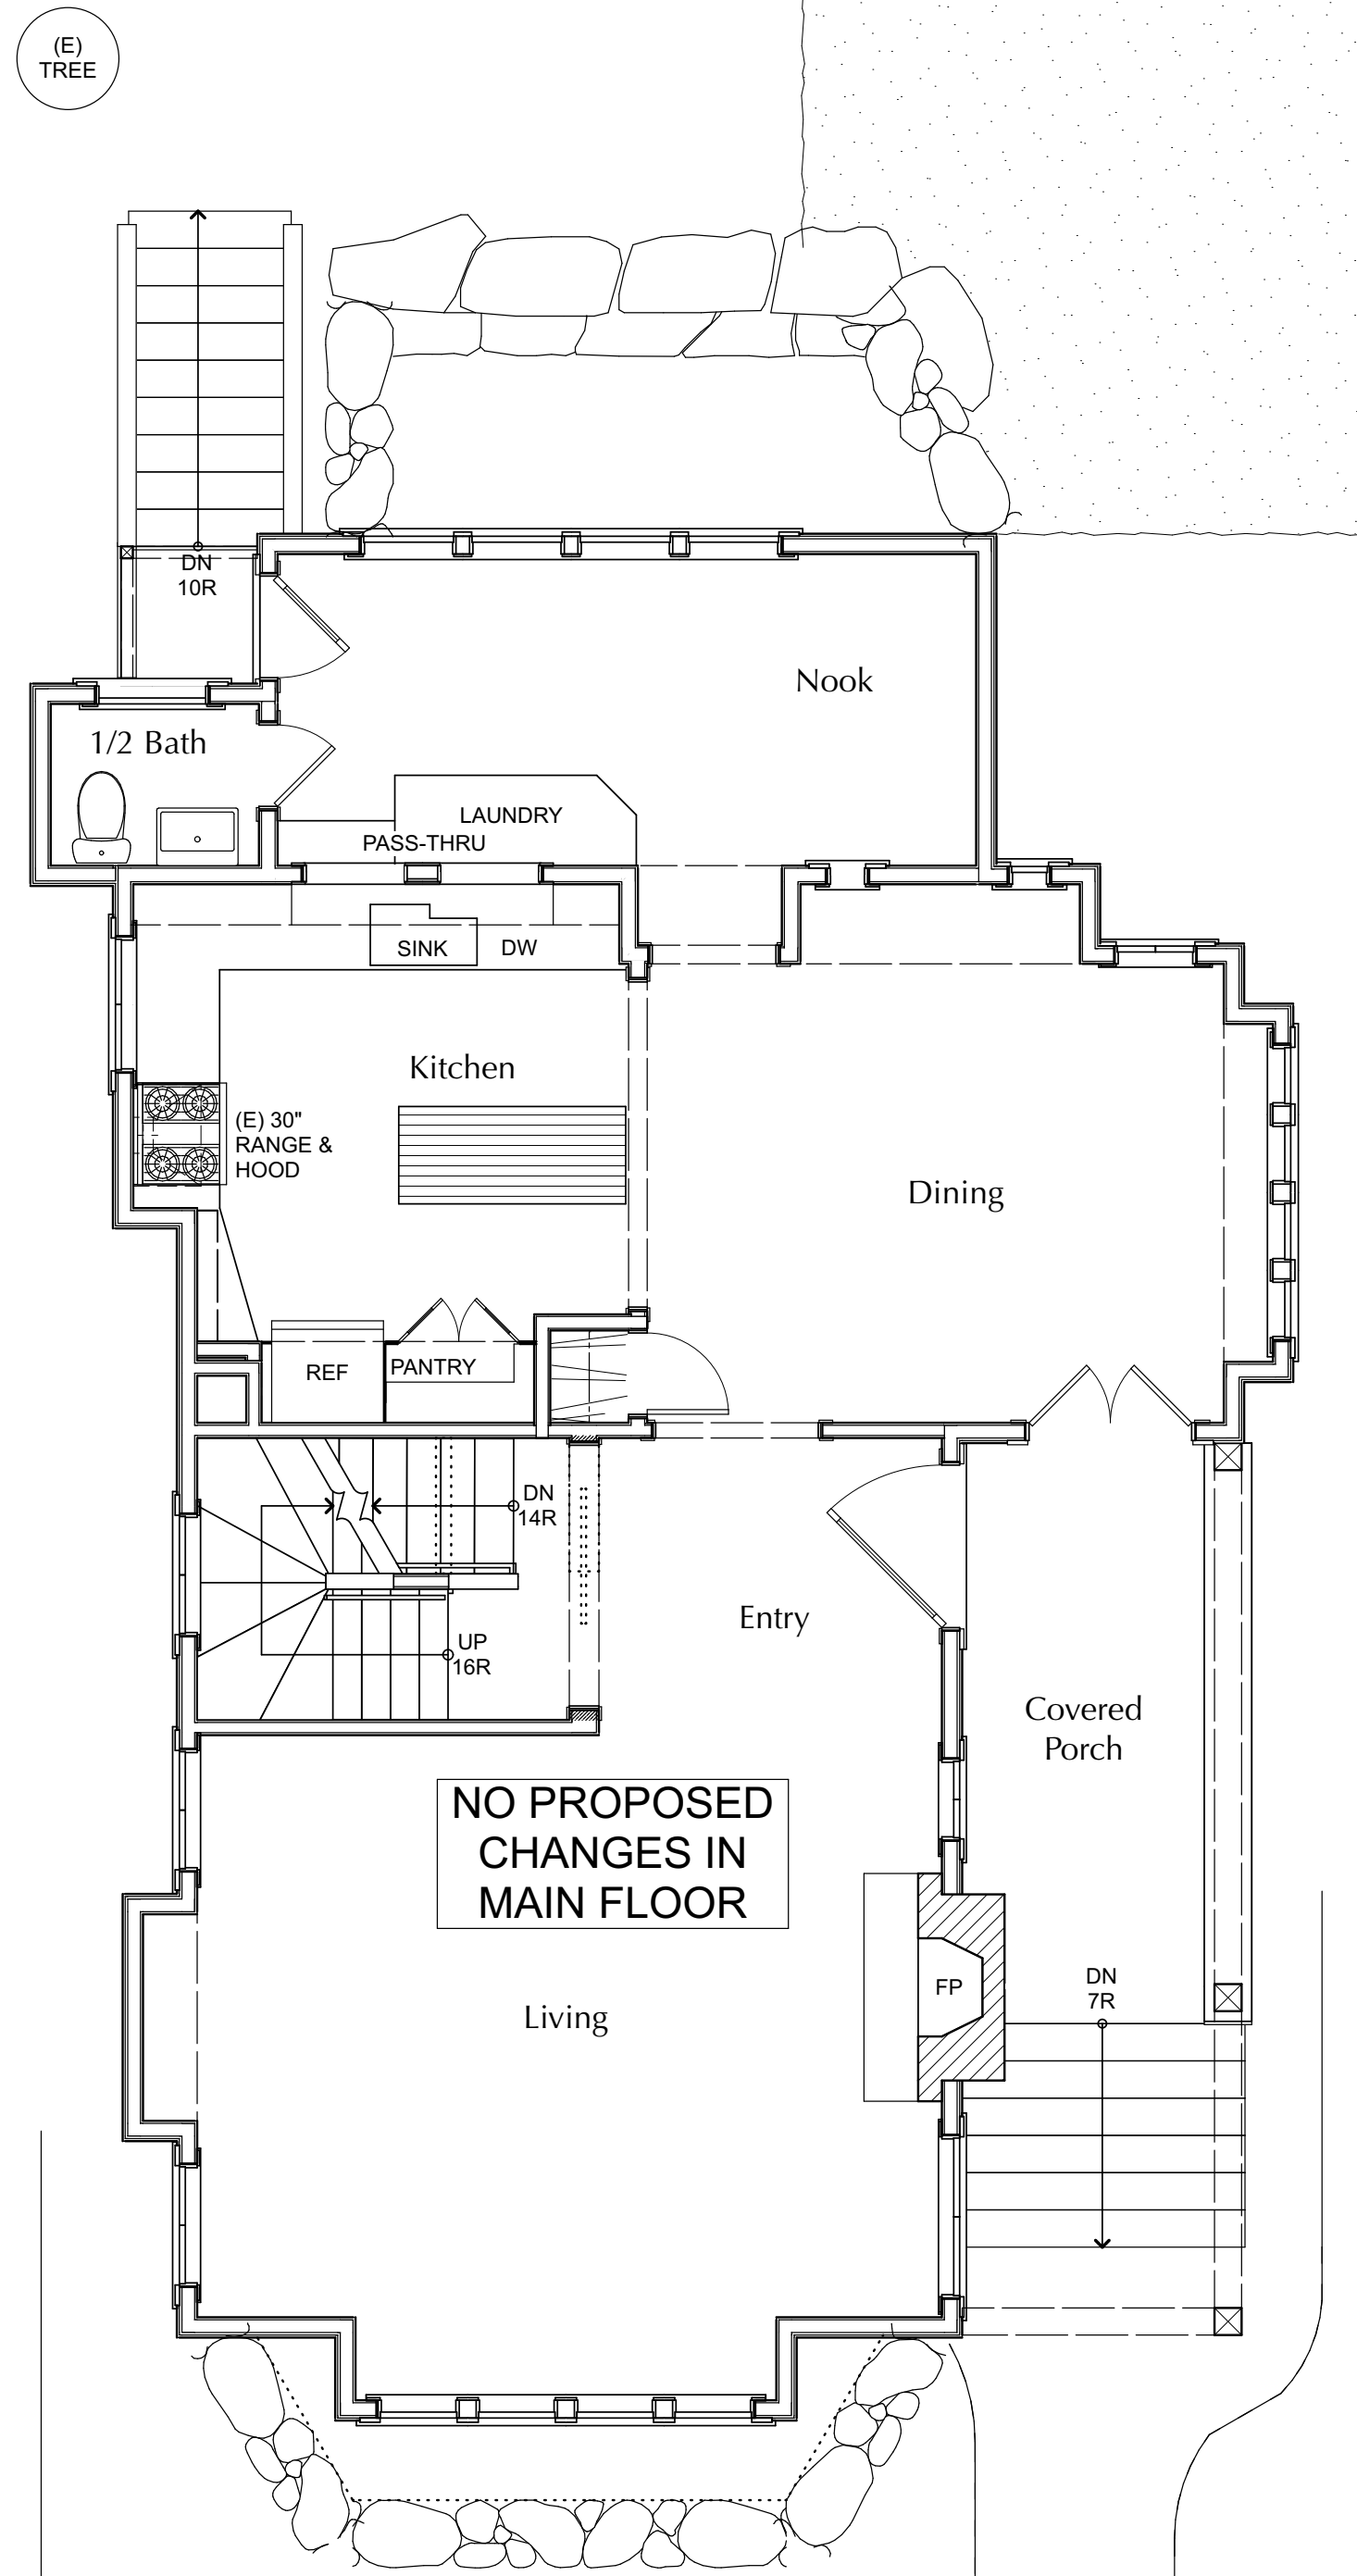 (E)
TREE
DN
10R
Nook
1/2 Bath
LAUNDRY
PASS-THRU
SINK
DW
Kitchen
(E) 30"
RANGE &
HOOD
Dining
REF
PANTRY
DN
14R
Entry
UP
16R
Covered
Porch
NO PROPOSED
CHANGES IN
MAIN FLOOR
FP
DN
7R
Living